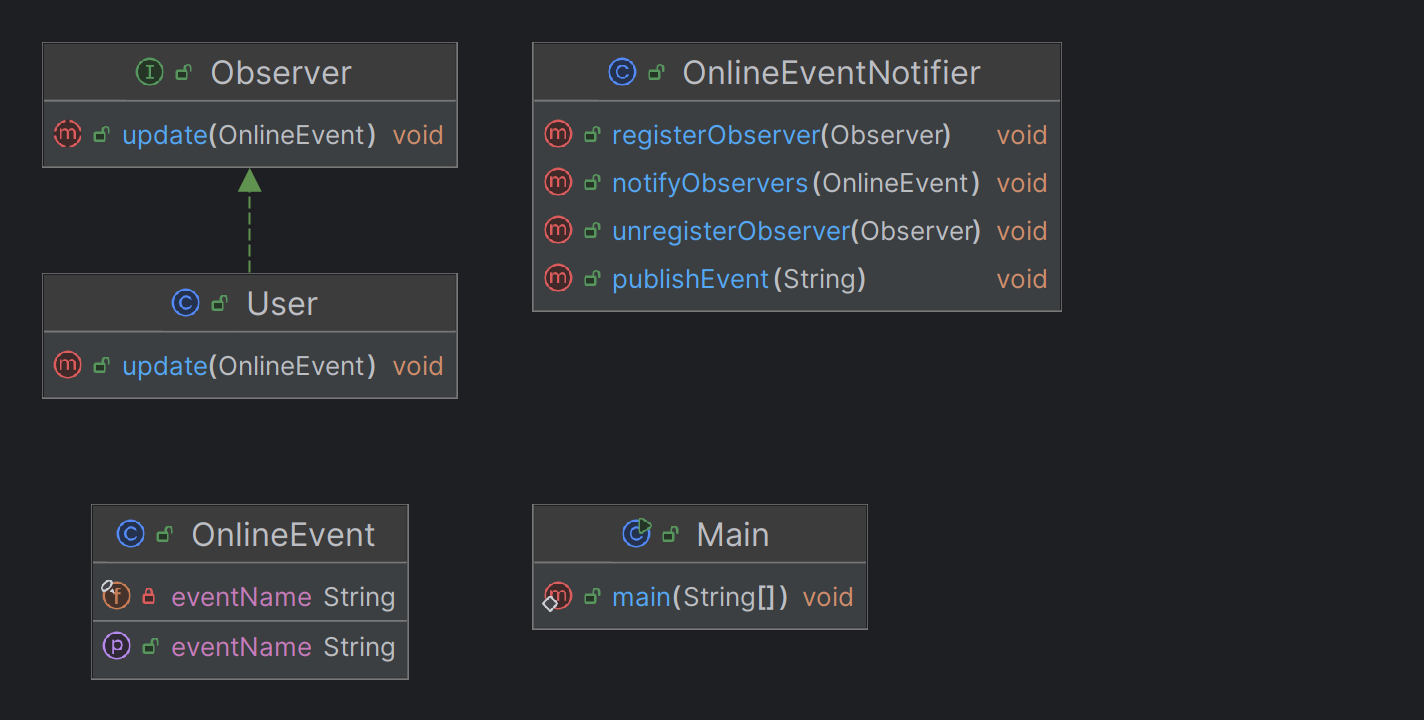 Observer
update(OnlineEvent) void
User
update(OnlineEvent) void
OnlineEventNotifier
registerObserver(Observer) void
notifyObservers(OnlineEvent) void
unregisterObserver(Observer) void
publishEvent(String) void
OnlineEvent
eventName String
eventName String
Main
main(String[]) void